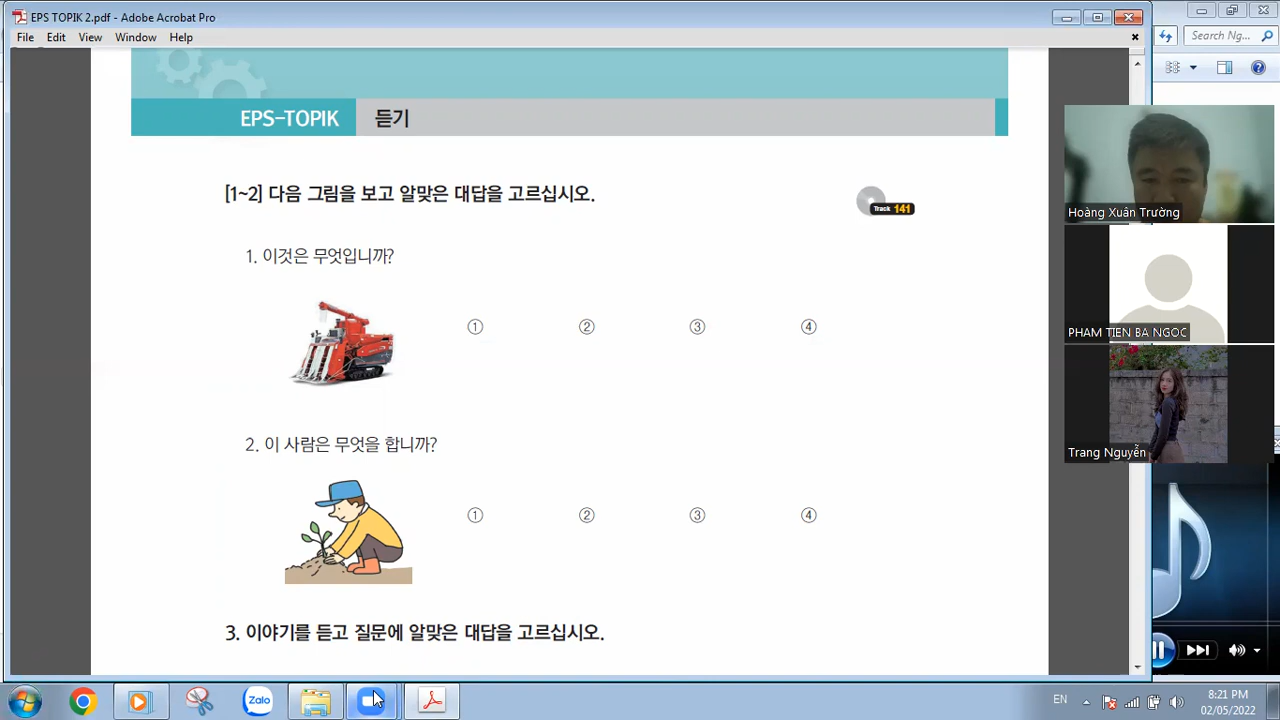 EPS TOPIK 2.pdf - Adobe Acrobat Pro
File Edit View Window Help
Search Ng...
EPS-TOPIK 듣기
[1~2] 다음 그림을 보고 알맞은 대답을 고르십시오.
Track 141
1. 이것은 무엇입니까?
① ② ③ ④
2. 이 사람은 무엇을 합니까?
① ② ③ ④
3. 이야기를 듣고 질문에 알맞은 대답을 고르십시오.
Hoàng Xuân Trường
PHAM TIEN BA NGOC
Trang Nguyễn
Zalo
EN
8:21 PM
02/05/2022